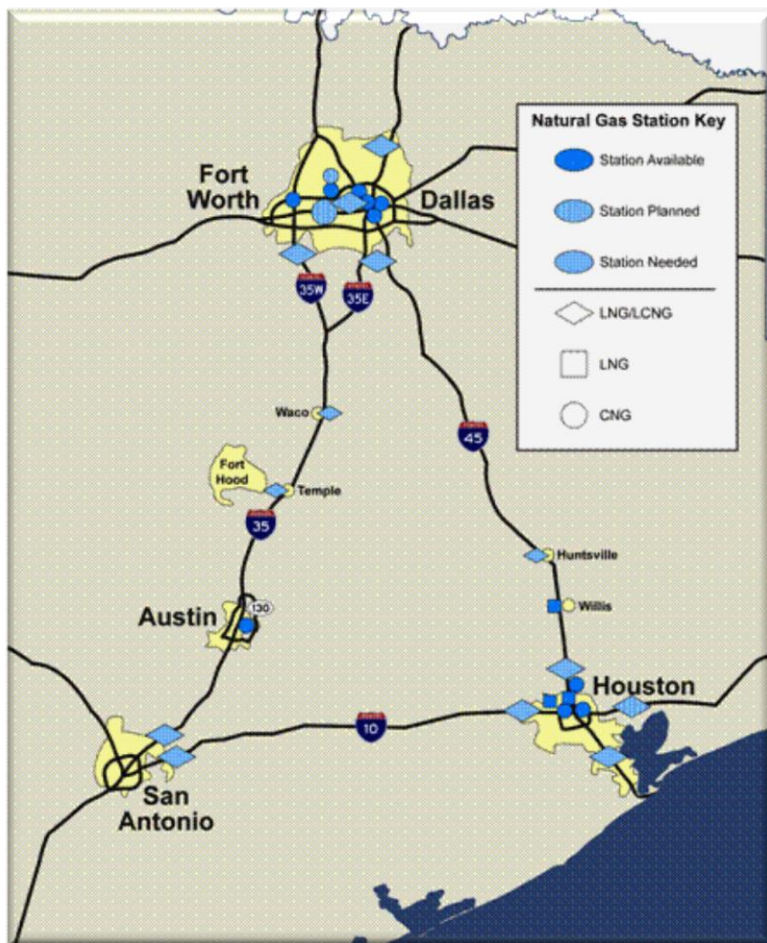 Natural Gas Station Key
Station Available
Station Planned
Station Needed
LNG/LCNG
LNG
CNG
Fort
Worth
Dallas
35W
35E
Waco
45
Fort
Hood
Temple
35
Huntsville
Austin
130
Willis
Houston
10
San
Antonio